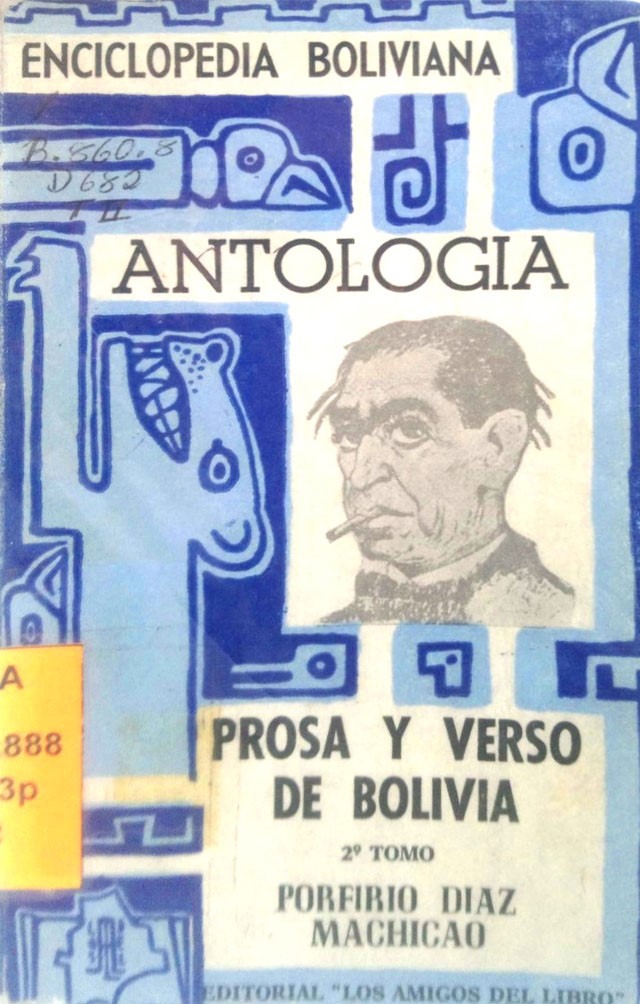 ENCICLOPEDIA BOLIVIANA
B.860.8
D682
T II
ANTOLOGIA
A
888
3p
PROSA Y VERSO
DE BOLIVIA
2º TOMO
PORFIRIO DIAZ
MACHICAO
EDITORIAL "LOS AMIGOS DEL LIBRO"